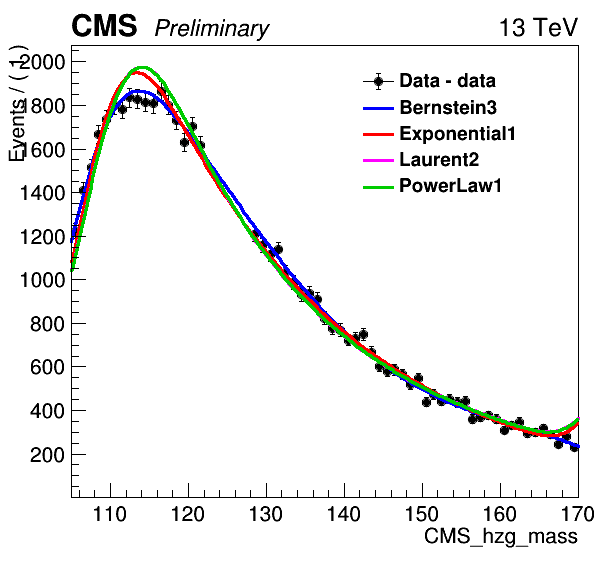 CMS Preliminary 13 TeV
Events / ( 1 )
2000
1800
1600
1400
1200
1000
800
600
400
200
Data - data
Bernstein3
Exponential1
Laurent2
PowerLaw1
110 120 130 140 150 160 170
CMS_hzg_mass